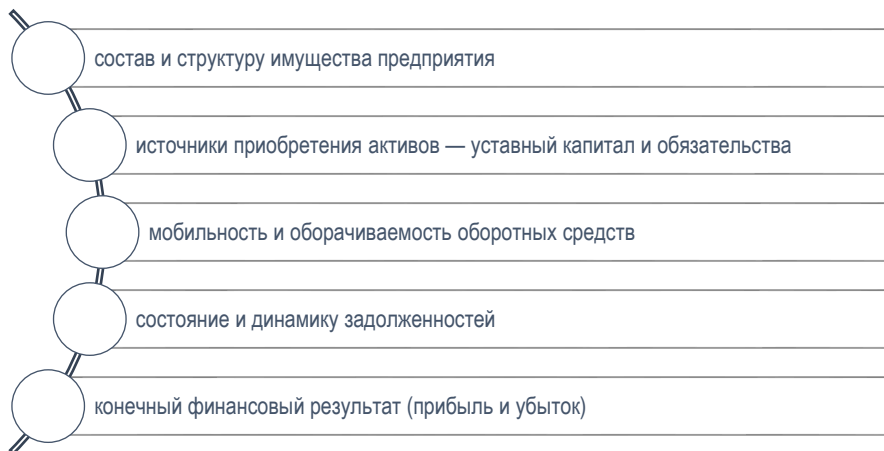 состав и структуру имущества предприятия
источники приобретения активов — уставный капитал и обязательства
мобильность и оборачиваемость оборотных средств
состояние и динамику задолженностей
конечный финансовый результат (прибыль и убыток)